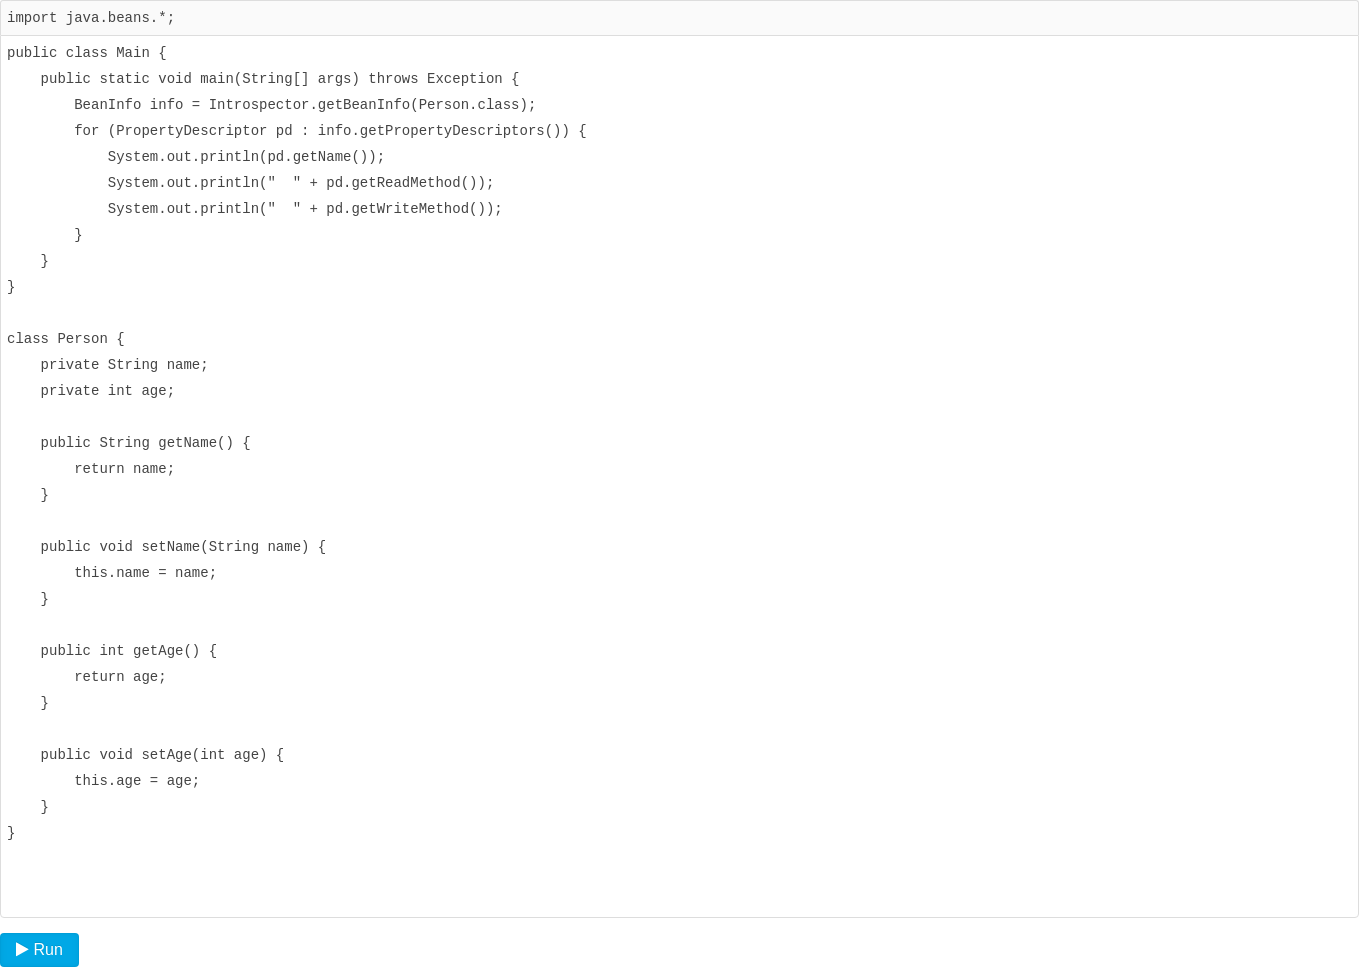 import java.beans.*;
public class Main {
    public static void main(String[] args) throws Exception {
        BeanInfo info = Introspector.getBeanInfo(Person.class);
        for (PropertyDescriptor pd : info.getPropertyDescriptors()) {
            System.out.println(pd.getName());
            System.out.println("  " + pd.getReadMethod());
            System.out.println("  " + pd.getWriteMethod());
        }
    }
}

class Person {
    private String name;
    private int age;

    public String getName() {
        return name;
    }

    public void setName(String name) {
        this.name = name;
    }

    public int getAge() {
        return age;
    }

    public void setAge(int age) {
        this.age = age;
    }
}
Run